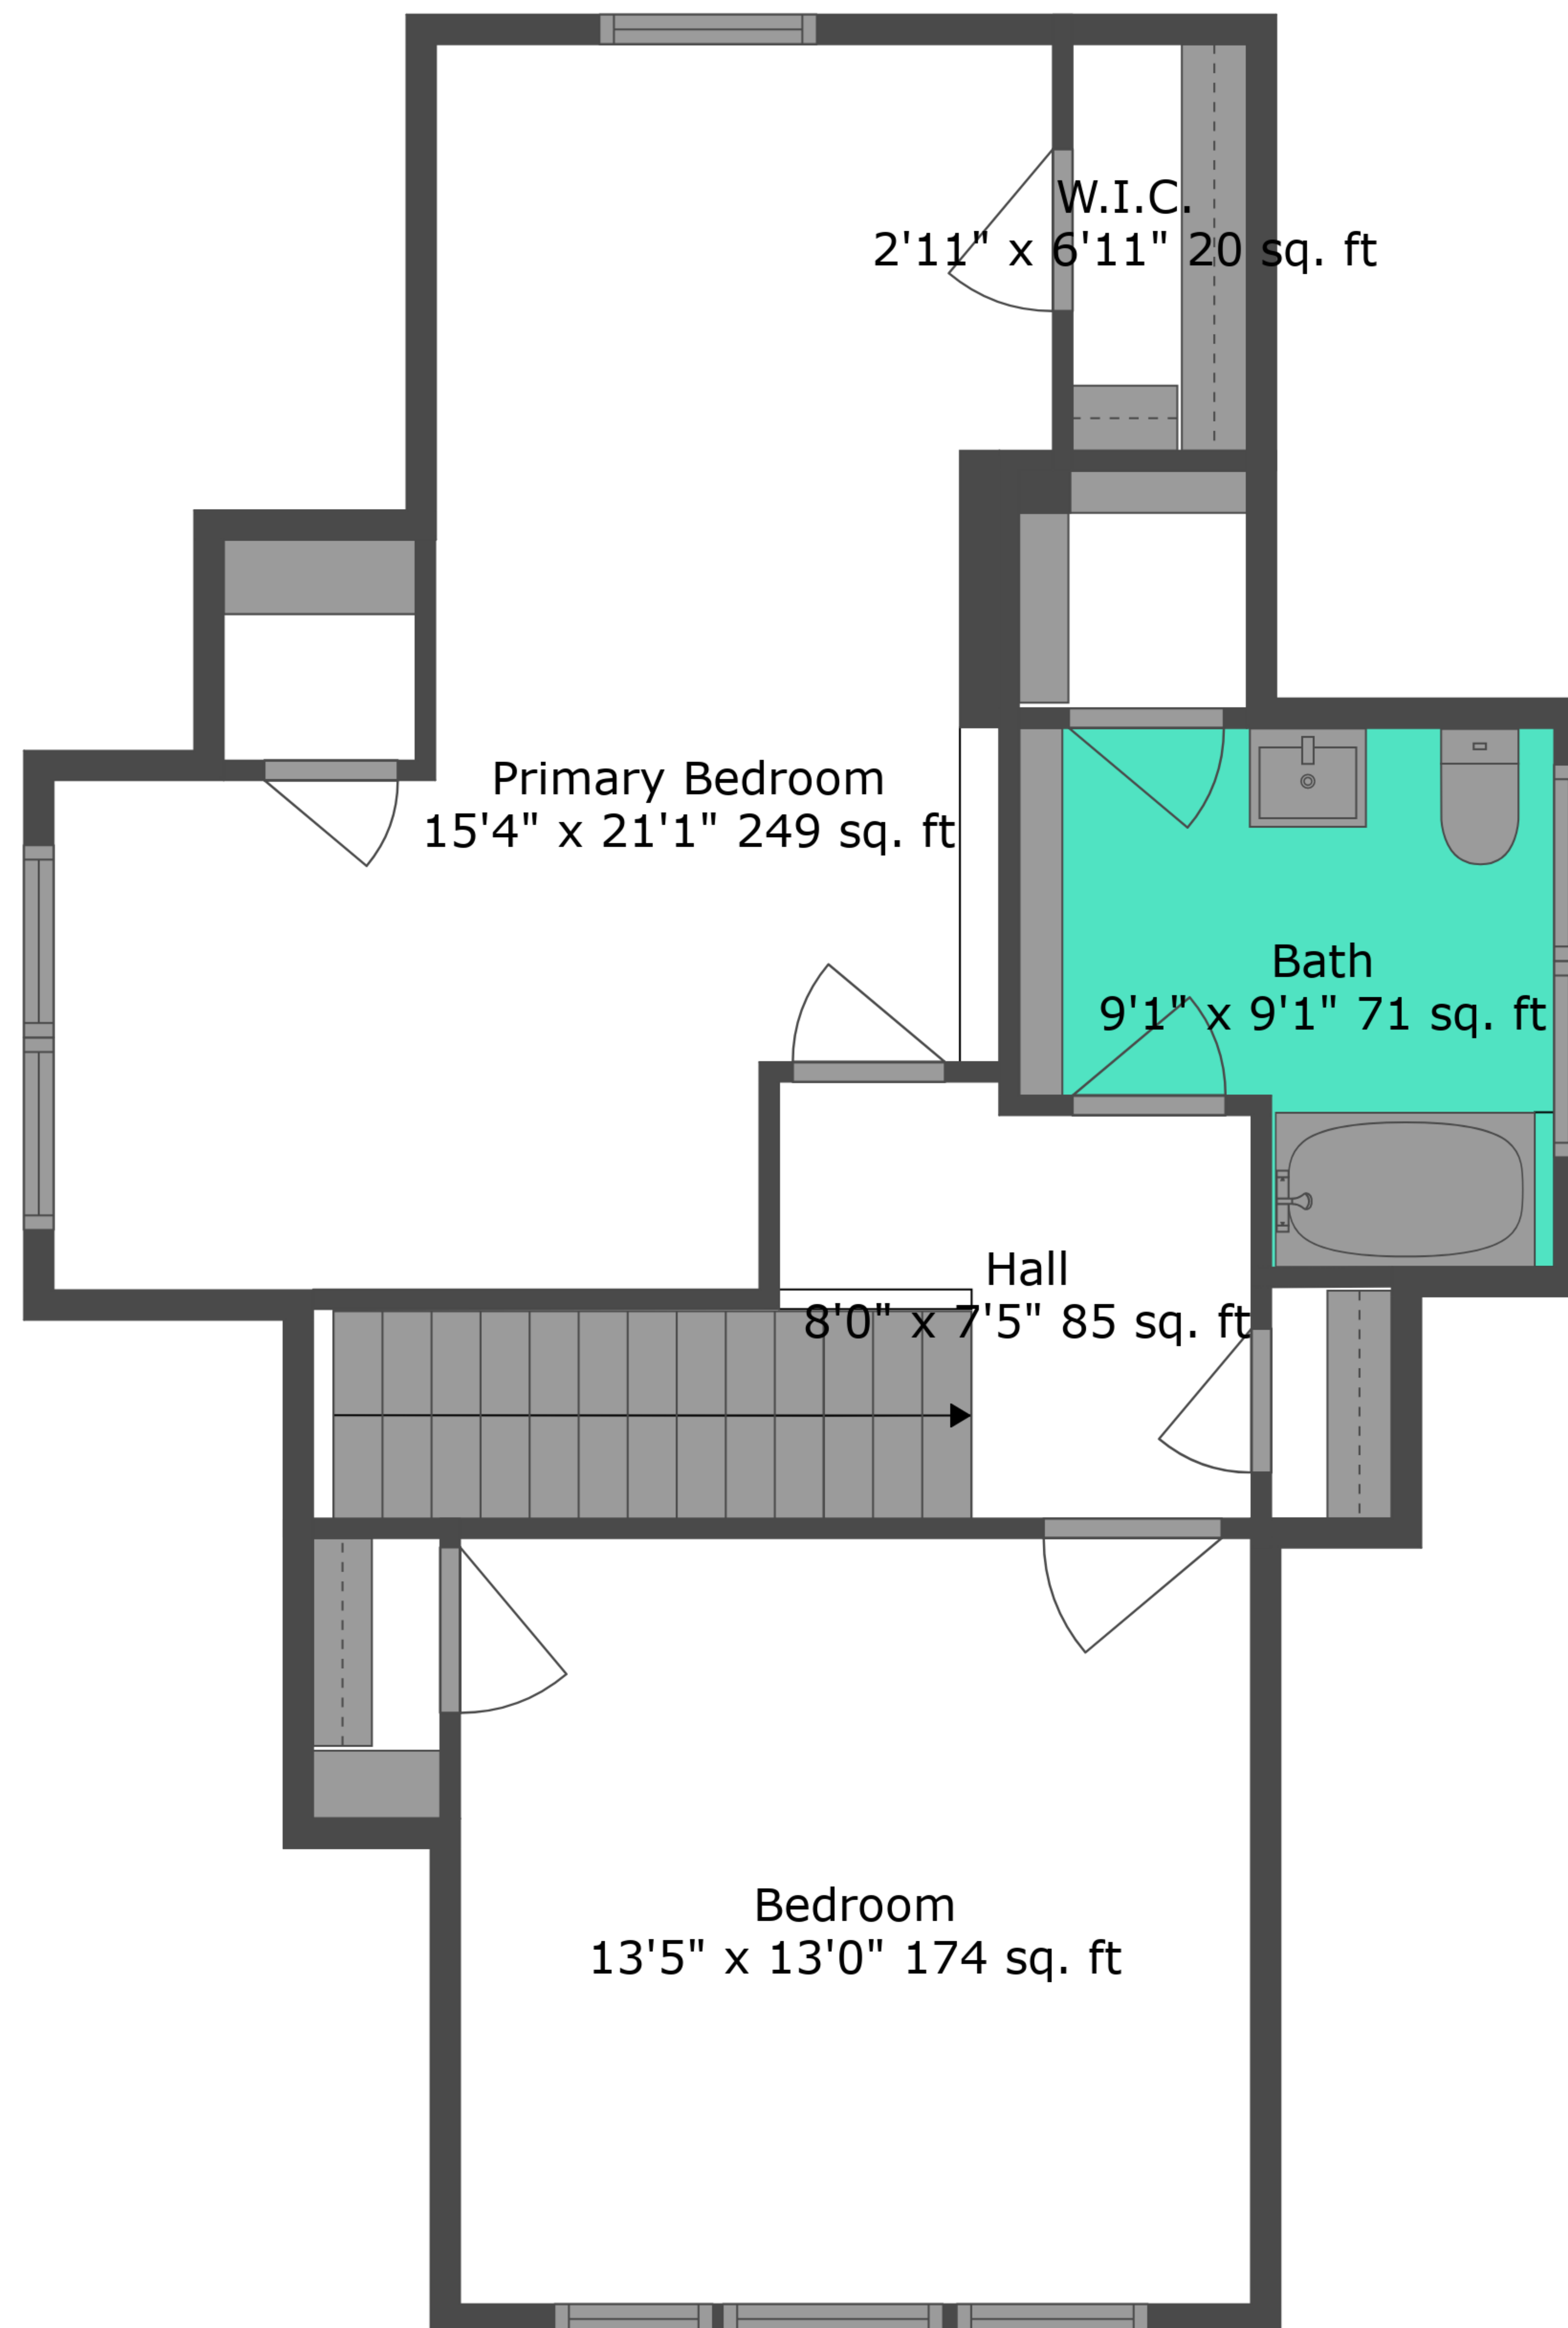 W.I.C.
2'11" x 6'11" 20 sq. ft
Primary Bedroom
15'4" x 21'1" 249 sq. ft
Bath
9'1" x 9'1" 71 sq. ft
Hall
8'0" x 7'5" 85 sq. ft
Bedroom
13'5" x 13'0" 174 sq. ft